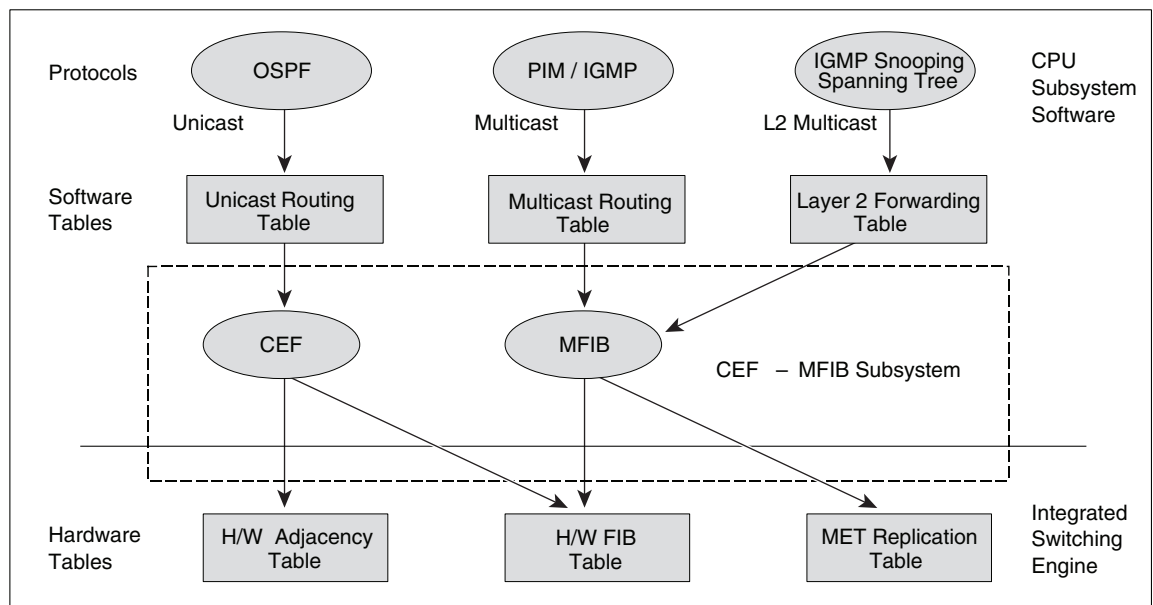 Protocols
OSPF
PIM / IGMP
IGMP Snooping
Spanning Tree
CPU
Subsystem
Software
Unicast
Multicast
L2 Multicast
Software
Tables
Unicast Routing
Table
Multicast Routing
Table
Layer 2 Forwarding
Table
CEF
MFIB
CEF – MFIB Subsystem
Hardware
Tables
H/W Adjacency
Table
H/W FIB
Table
MET Replication
Table
Integrated
Switching
Engine